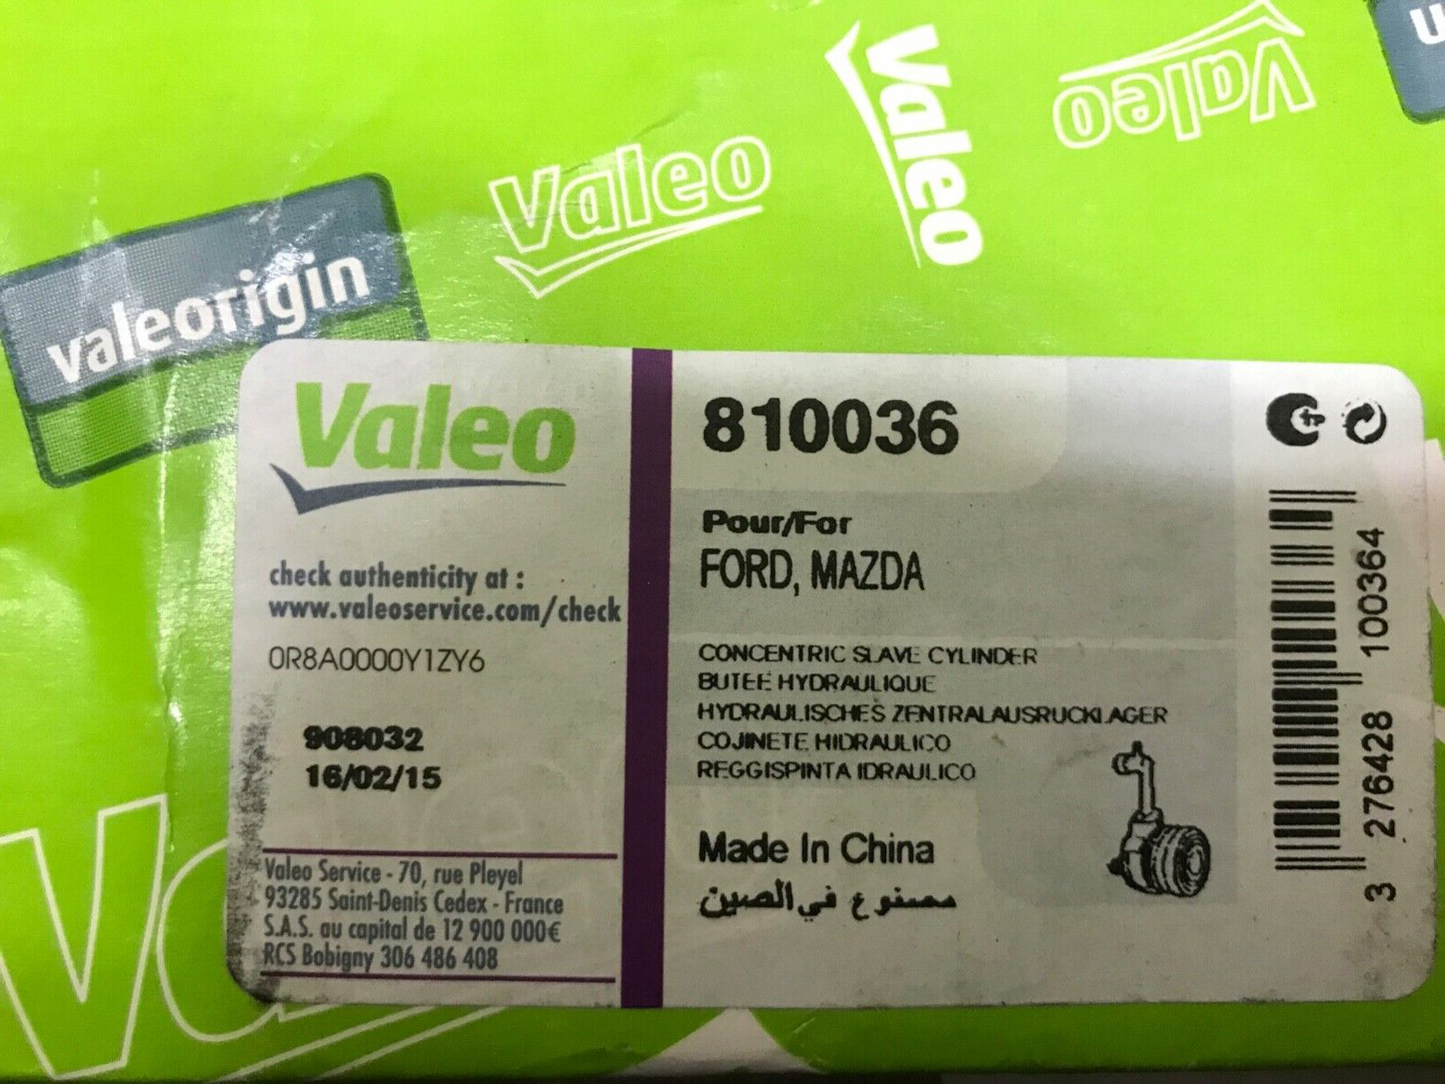 Valeo
Valeo
Valeo
valeorigin
Valeo
check authenticity at :
www.valeoservice.com/check
0R8A0000Y1ZY6
908032
16/02/15
Valeo Service - 70, rue Pleyel
93285 Saint-Denis Cedex - France
S.A.S. au capital de 12 900 000€
RCS Bobigny 306 486 408
810036
Pour/For
FORD, MAZDA
CONCENTRIC SLAVE CYLINDER
BUTEE HYDRAULIQUE
HYDRAULISCHES ZENTRALAUSRUCKLAGER
COJINETE HIDRAULICO
REGGISPINTA IDRAULICO
Made In China
مصنوع في الصين
3 276428 100364